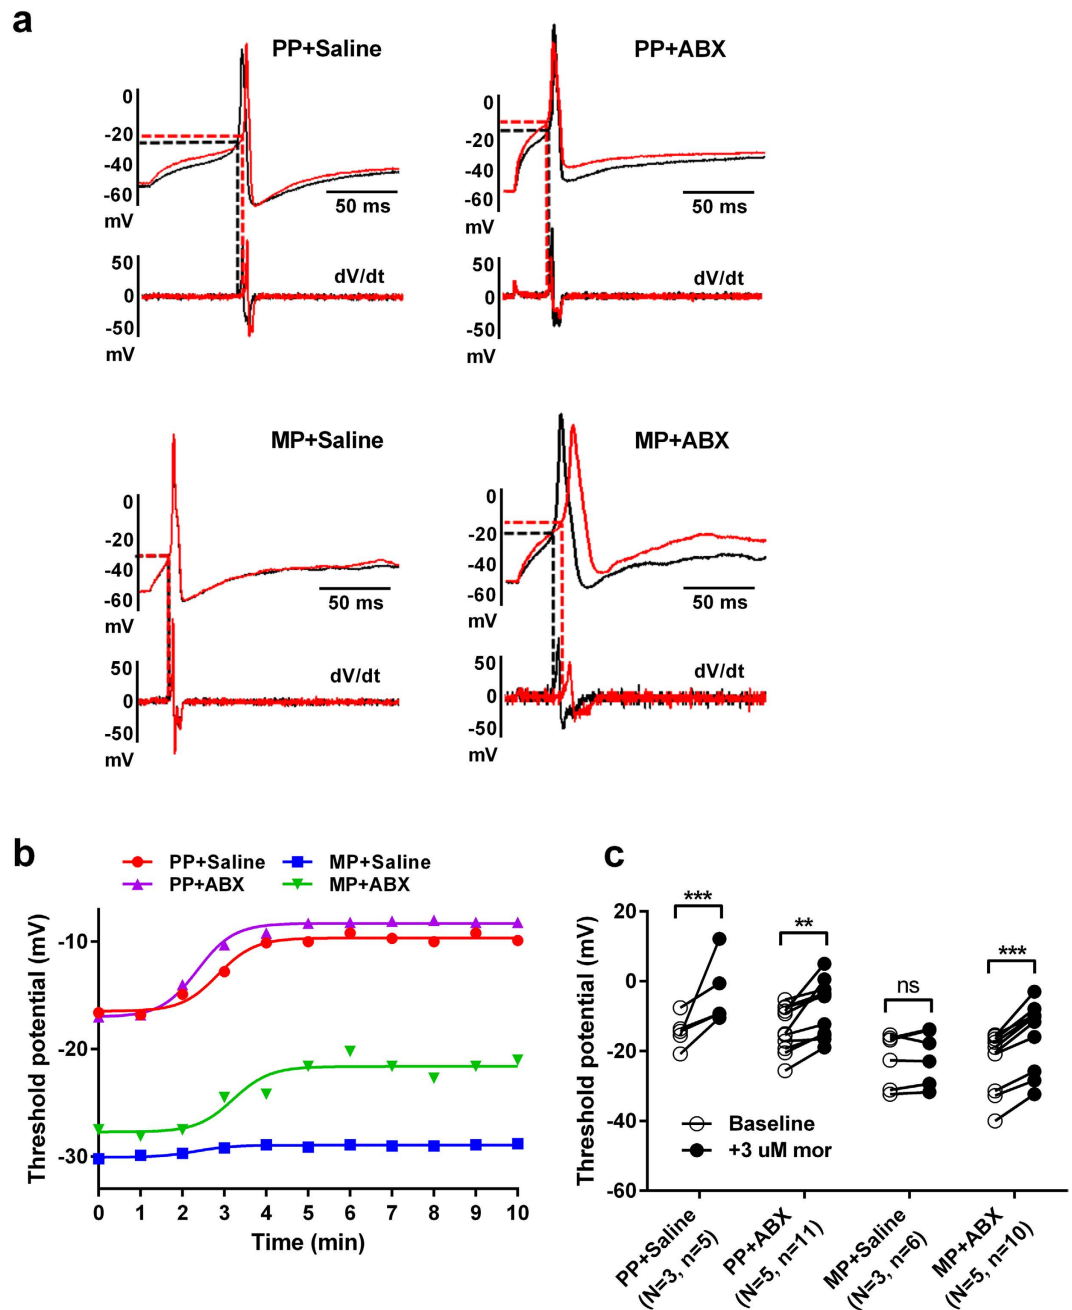 a
PP+Saline
PP+ABX
0
-20
-40
-60
mV
50 ms
0
-20
-40
-60
mV
50 ms
50
0
-50
mV
dV/dt
50
0
-50
mV
dV/dt
MP+Saline
MP+ABX
0
-20
-40
-60
mV
50 ms
0
-20
-40
-60
mV
50 ms
50
0
-50
mV
dV/dt
50
0
-50
mV
dV/dt
b
PP+Saline
MP+Saline
PP+ABX
MP+ABX
Threshold potential (mV)
-10
-20
-30
0 1 2 3 4 5 6 7 8 9 10
Time (min)
c
Threshold potential (mV)
20
0
-20
-40
-60
***
**
ns
***
Baseline
+3 uM mor
PP+Saline
(N=3, n=5)
PP+ABX
(N=5, n=11)
MP+Saline
(N=3, n=6)
MP+ABX
(N=5, n=10)